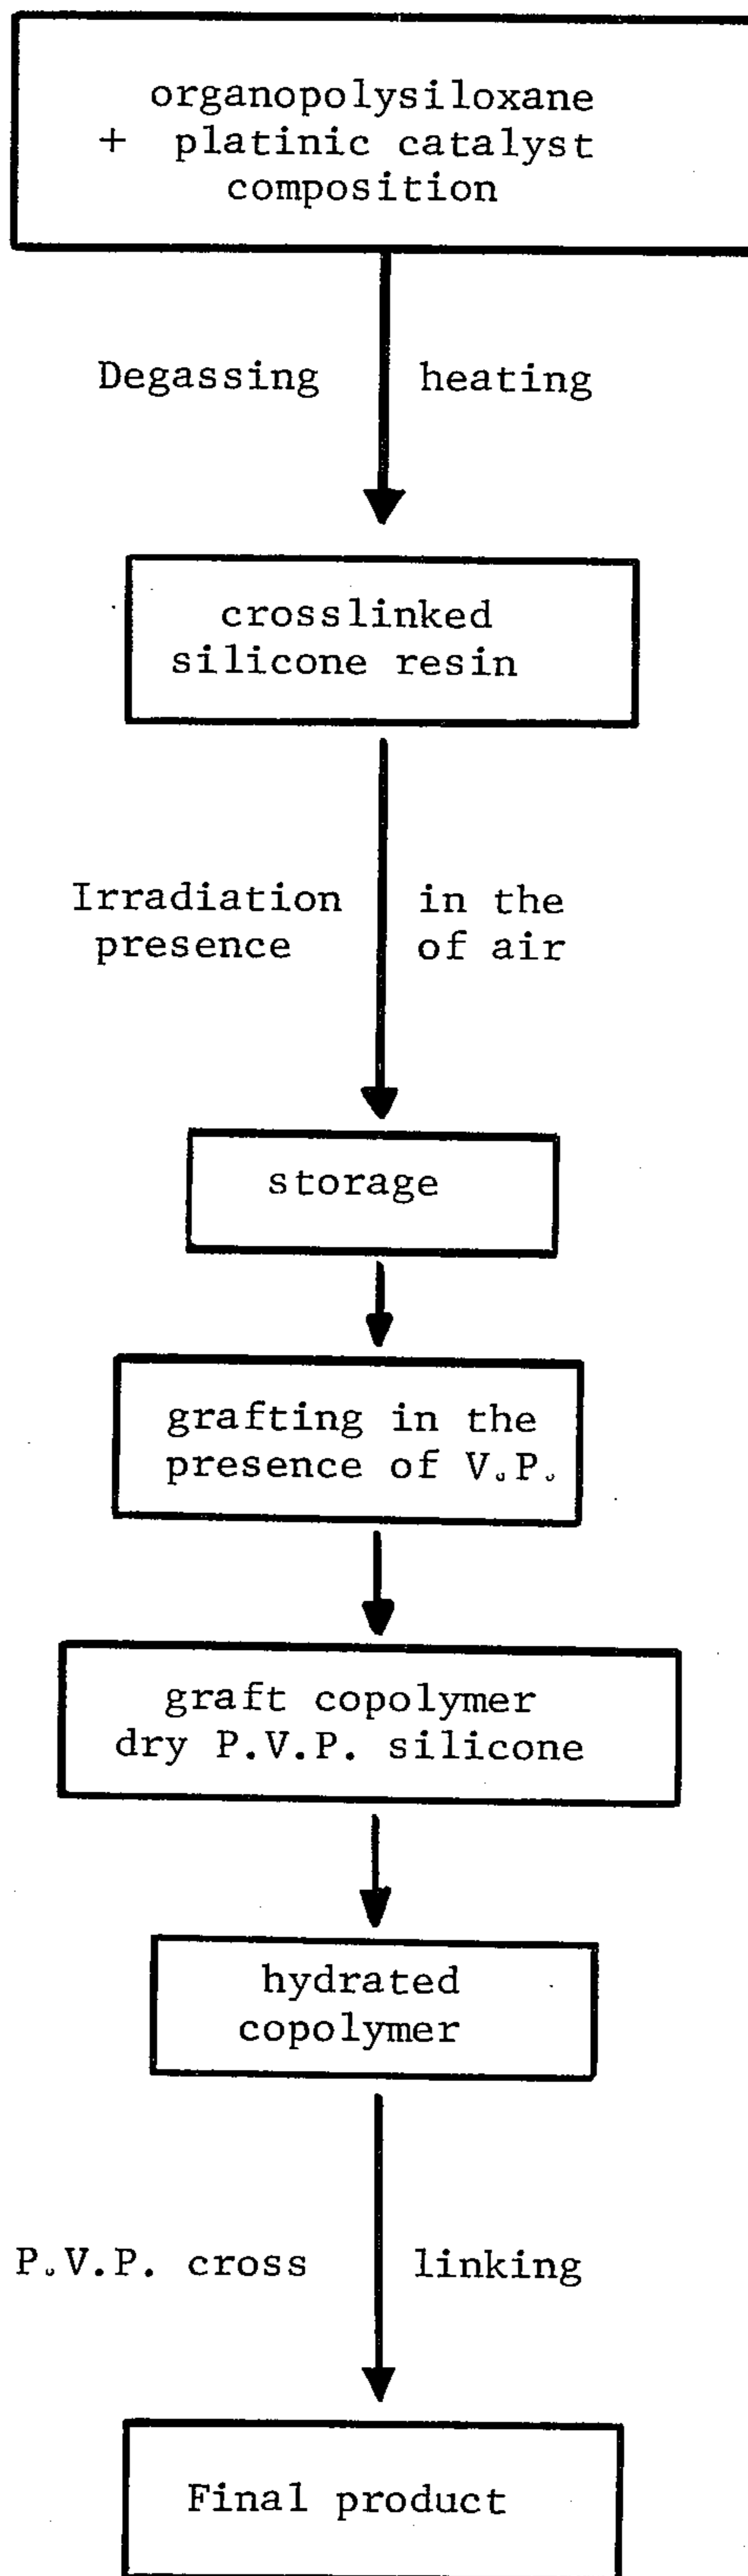 organopolysiloxane
+ platinic catalyst
composition
Degassing heating
crosslinked
silicone resin
Irradiation in the
presence of air
storage
grafting in the
presence of V.P.
graft copolymer
dry P.V.P. silicone
hydrated
copolymer
P.V.P. cross linking
Final product